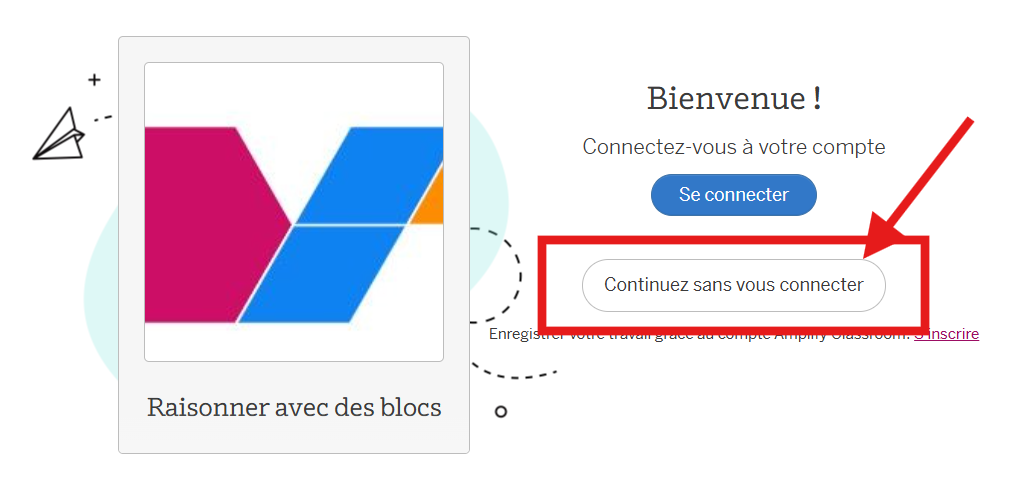 Bienvenue !
Connectez-vous à votre compte
Se connecter
Continuez sans vous connecter
Enregistrer votre travail grâce au compte Amplify Classroom. S'inscrire
Raisonner avec des blocs